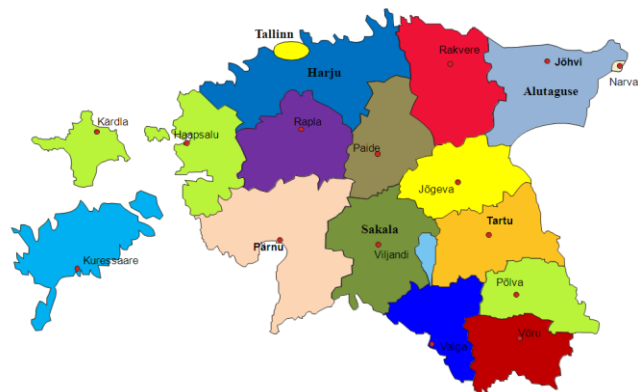 Tallinn
Harju
Rakvere
Jõhvi
Narva
Alutaguse
Kärdla
Haapsalu
Rapla
Paide
Jõgeva
Kuressaare
Pärnu
Sakala
Viljandi
Tartu
Põlva
Valga
Võru